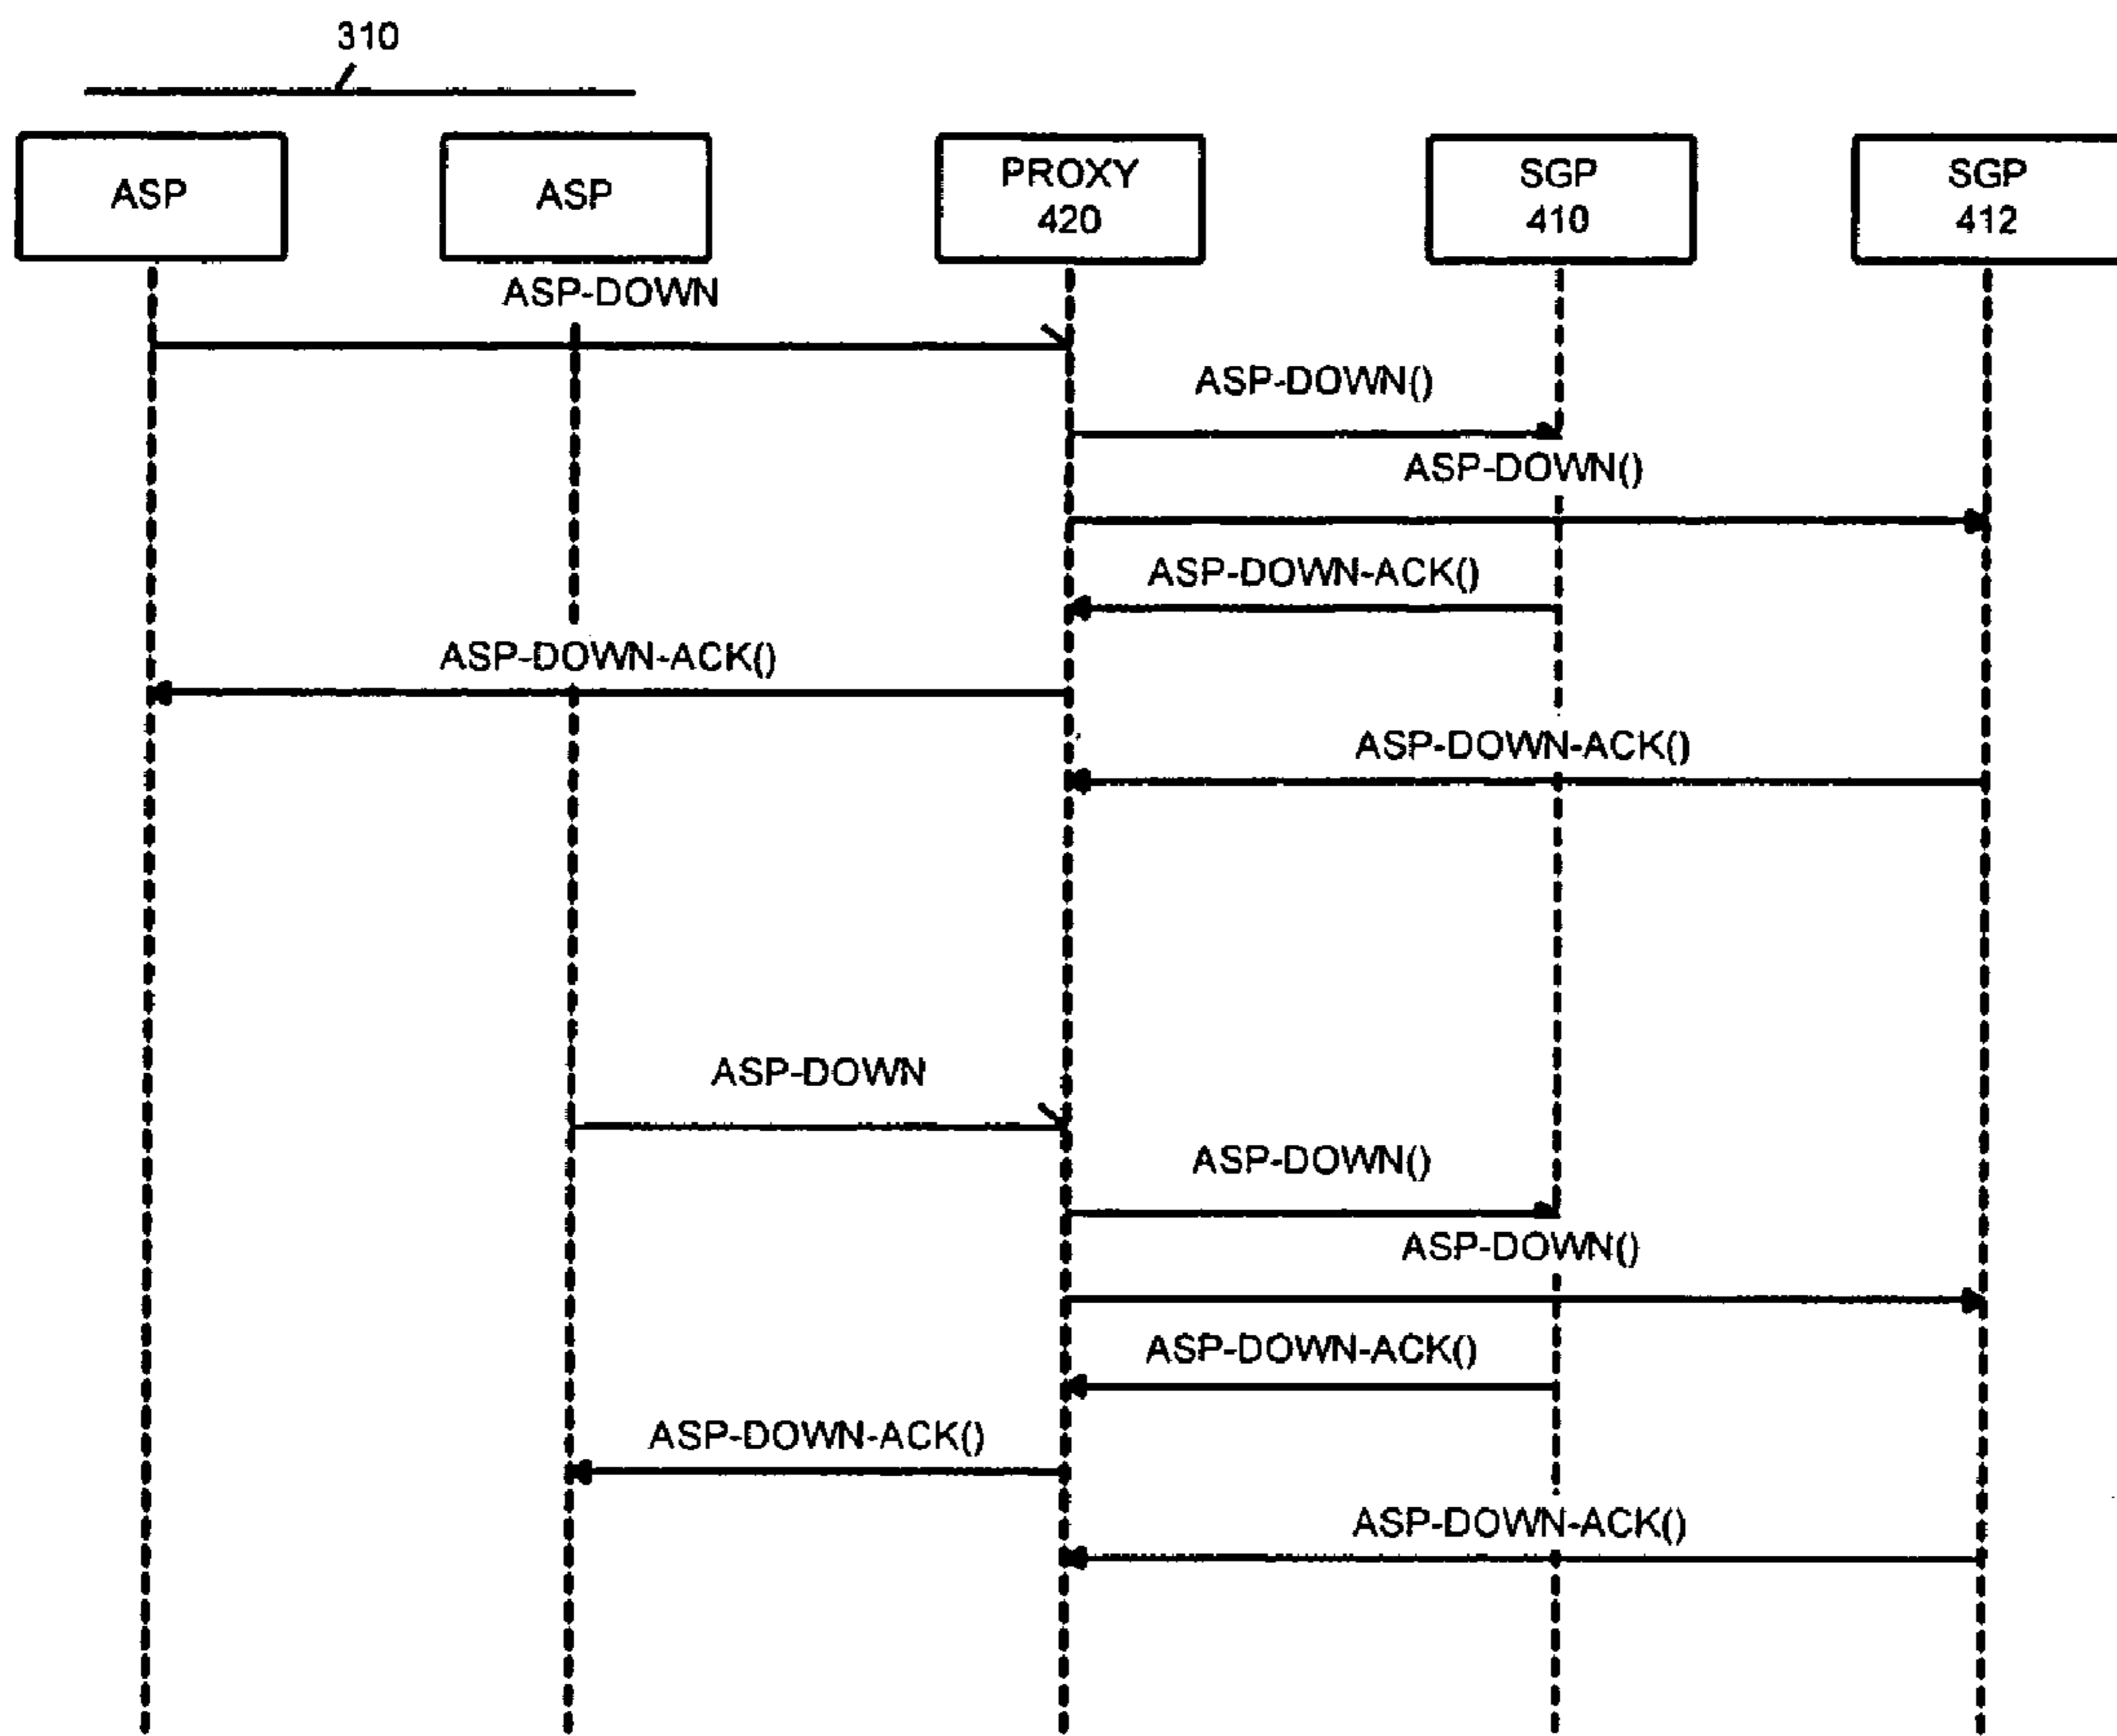 310
ASP
ASP
PROXY
420
SGP
410
SGP
412
ASP-DOWN
ASP-DOWN()
ASP-DOWN()
ASP-DOWN-ACK()
ASP-DOWN-ACK()
ASP-DOWN-ACK()
ASP-DOWN
ASP-DOWN()
ASP-DOWN()
ASP-DOWN-ACK()
ASP-DOWN-ACK()
ASP-DOWN-ACK()